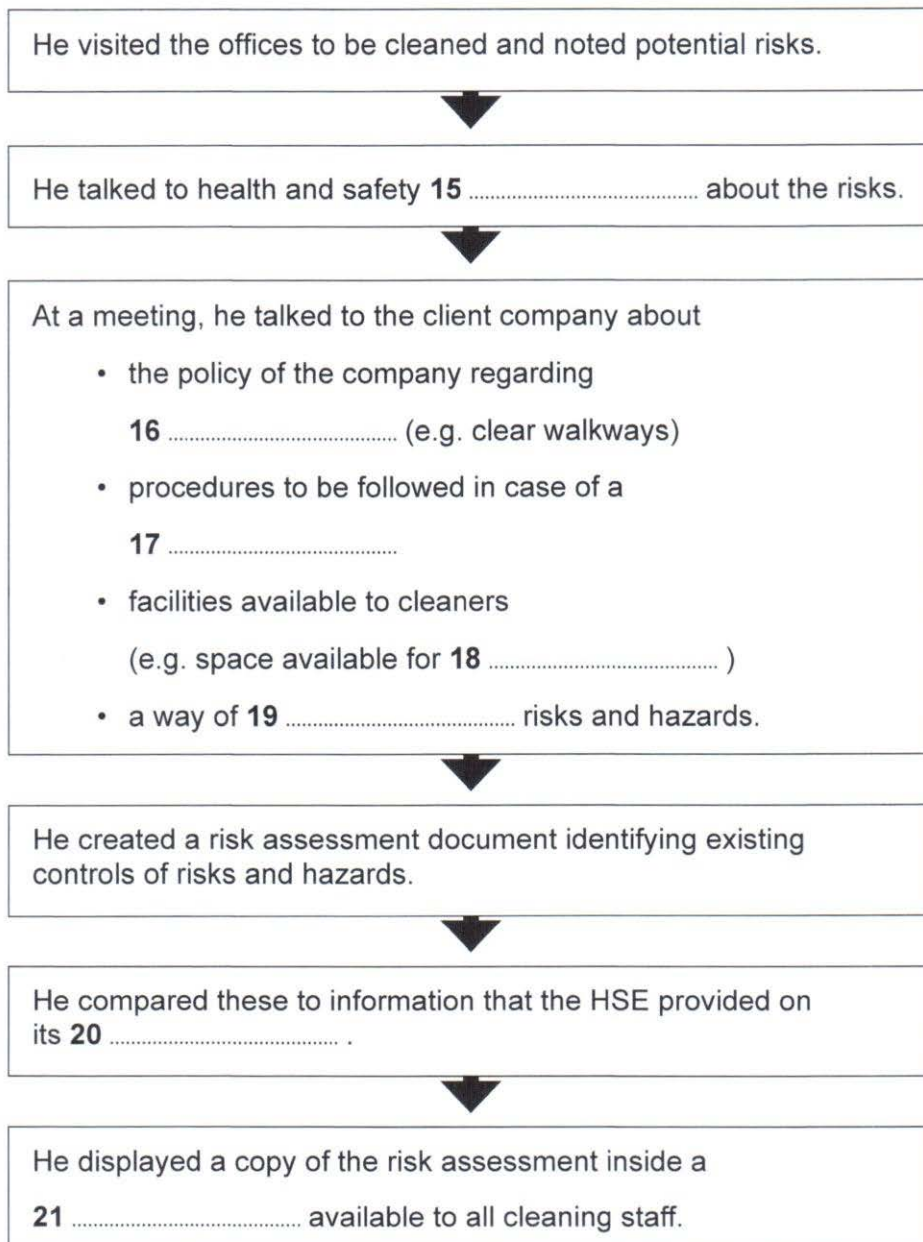 He visited the offices to be cleaned and noted potential risks.
He talked to health and safety 15 ........................................ about the risks.
At a meeting, he talked to the client company about
• the policy of the company regarding
16 ........................................ (e.g. clear walkways)
• procedures to be followed in case of a
17 ........................................
• facilities available to cleaners
(e.g. space available for 18 ........................................ )
• a way of 19 ........................................ risks and hazards.
He created a risk assessment document identifying existing
controls of risks and hazards.
He compared these to information that the HSE provided on
its 20 ........................................ .
He displayed a copy of the risk assessment inside a
21 ........................................ available to all cleaning staff.